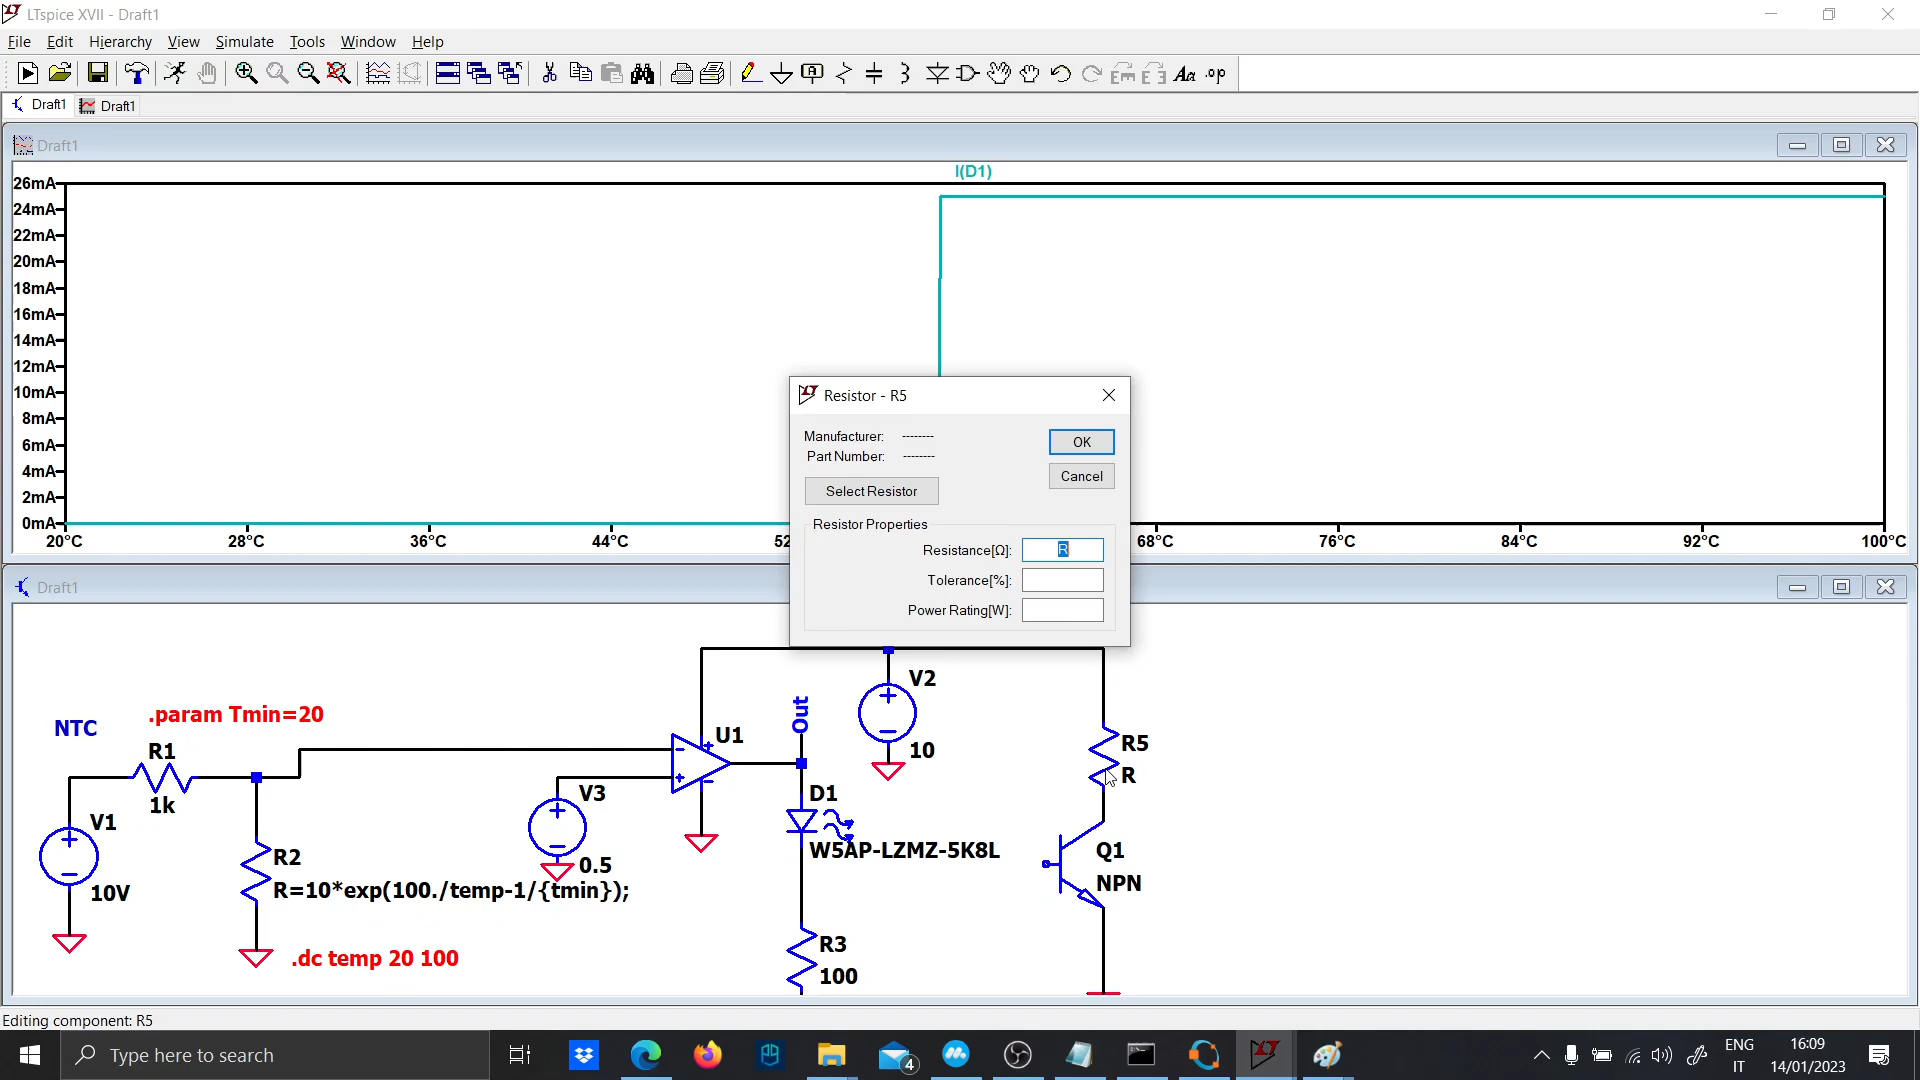 LTspice XVII - Draft1
File Edit Hierarchy View Simulate Tools Window Help
Aa .op
Draft1 Draft1
Draft1
I(D1)
26mA
24mA
22mA
20mA
18mA
16mA
14mA
12mA
10mA
8mA
6mA
4mA
2mA
0mA
20°C 28°C 36°C 44°C 52 68°C 76°C 84°C 92°C 100°C
Resistor - R5
Manufacturer: --------
Part Number: --------
OK
Cancel
Select Resistor
Resistor Properties
Resistance[Ω]: R
Tolerance[%]:
Power Rating[W]:
Draft1
NTC
.param Tmin=20
R1
1k
V1
10V
R2
R=10*exp(100./temp-1/{tmin});
.dc temp 20 100
V3
0.5
U1
Out
V2
10
D1
W5AP-LZMZ-5K8L
R3
100
R5
R
Q1
NPN
Editing component: R5
Type here to search
4
ENG
IT
16:09
14/01/2023